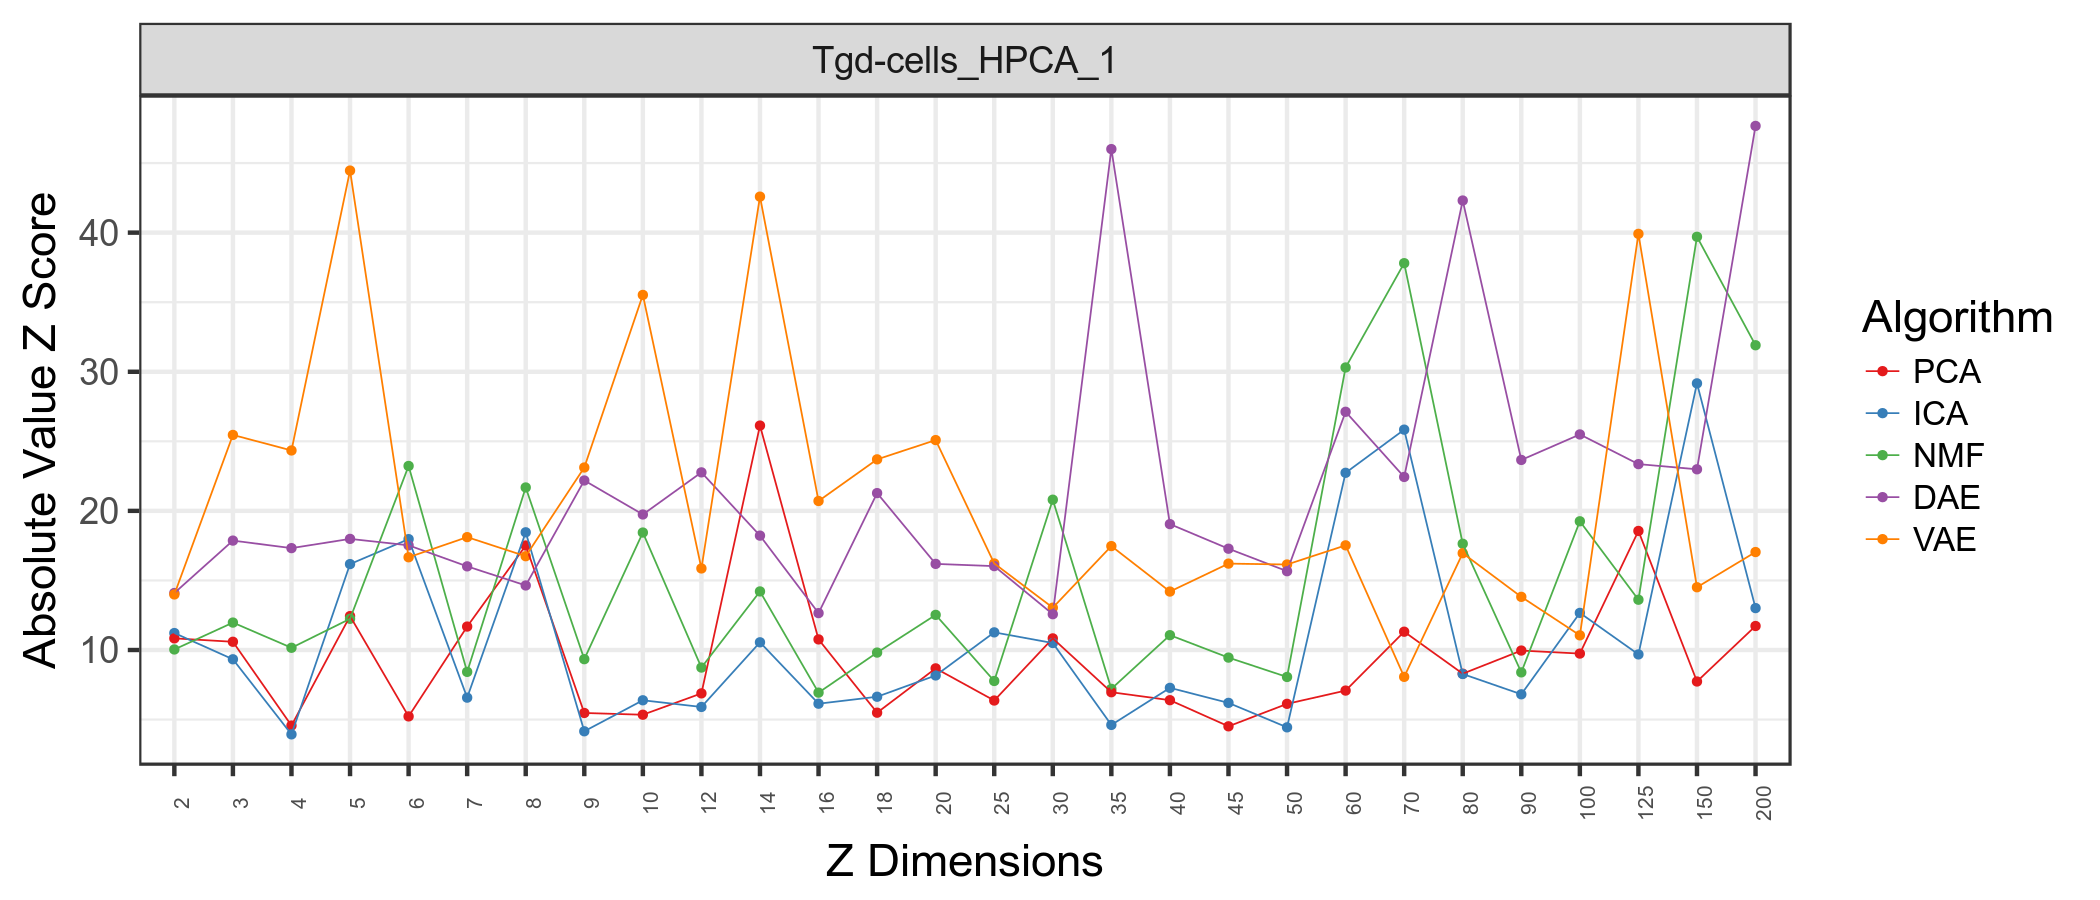 Tgd-cells_HPCA_1
Absolute Value Z Score
40
30
20
10
2 3 4 5 6 7 8 9 10 12 14 16 18 20 25 30 35 40 45 50 60 70 80 90 100 125 150 200
Z Dimensions
Algorithm
PCA
ICA
NMF
DAE
VAE